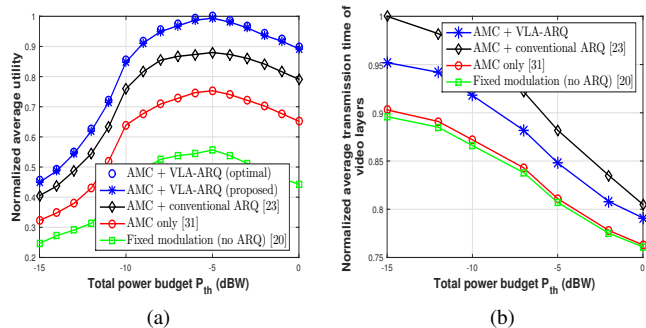 Normalized average utility
1
0.9
0.8
0.7
0.6
0.5
0.4
0.3
0.2
AMC + VLA-ARQ (optimal)
AMC + VLA-ARQ (proposed)
AMC + conventional ARQ [23]
AMC only [31]
Fixed modulation (no ARQ) [20]
-15
-10
-5
0
Total power budget Pth (dBW)
(a)
Normalized average transmission time of
video layers
1
0.95
0.9
0.85
0.8
0.75
AMC + VLA-ARQ
AMC + conventional ARQ [23]
AMC only [31]
Fixed modulation (no ARQ) [20]
-15
-10
-5
0
Total power budget Pth (dBW)
(b)